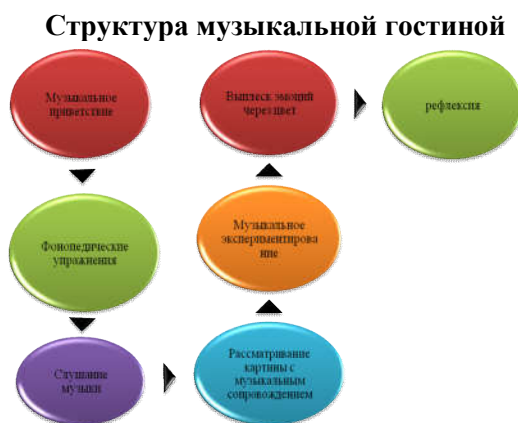 Структура музыкальной гостиной
Музыкальное
приветствие
Фонопедические
упражнения
Слушание
музыки
Рассматривание
картины с
музыкальным
сопровождением
Музыкальное
экспериментирова
ние
Выплеск эмоций
через цвет
рефлексия